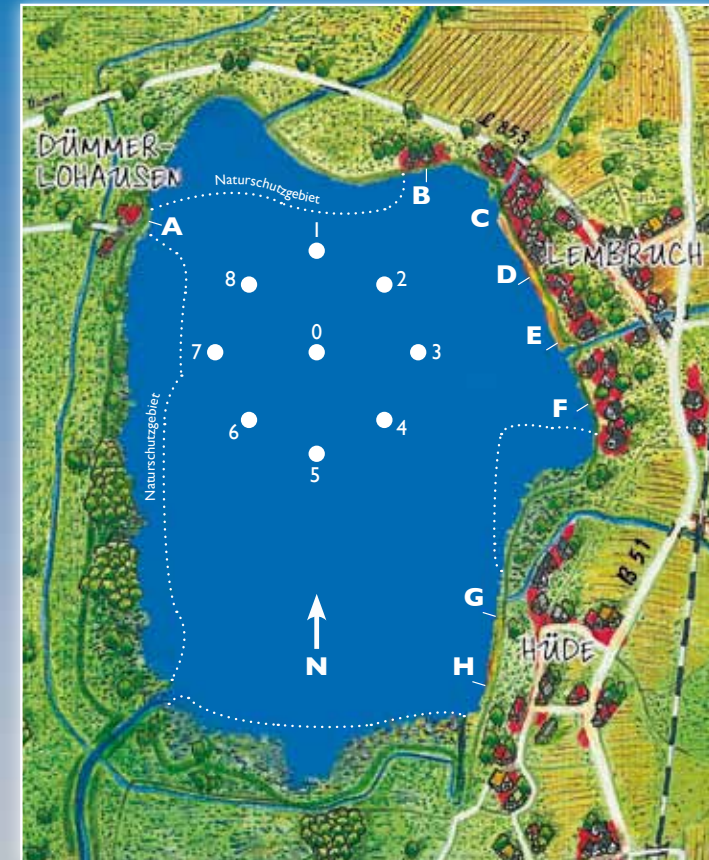 L 853
DÜMMER-
LOHAUSEN
Naturschutzgebiet
B
A
C
1
LEMBRUCH
D
8
2
0
E
7
3
F
Naturschutzgebiet
6
4
5
B 51
G
HÜDE
N
H